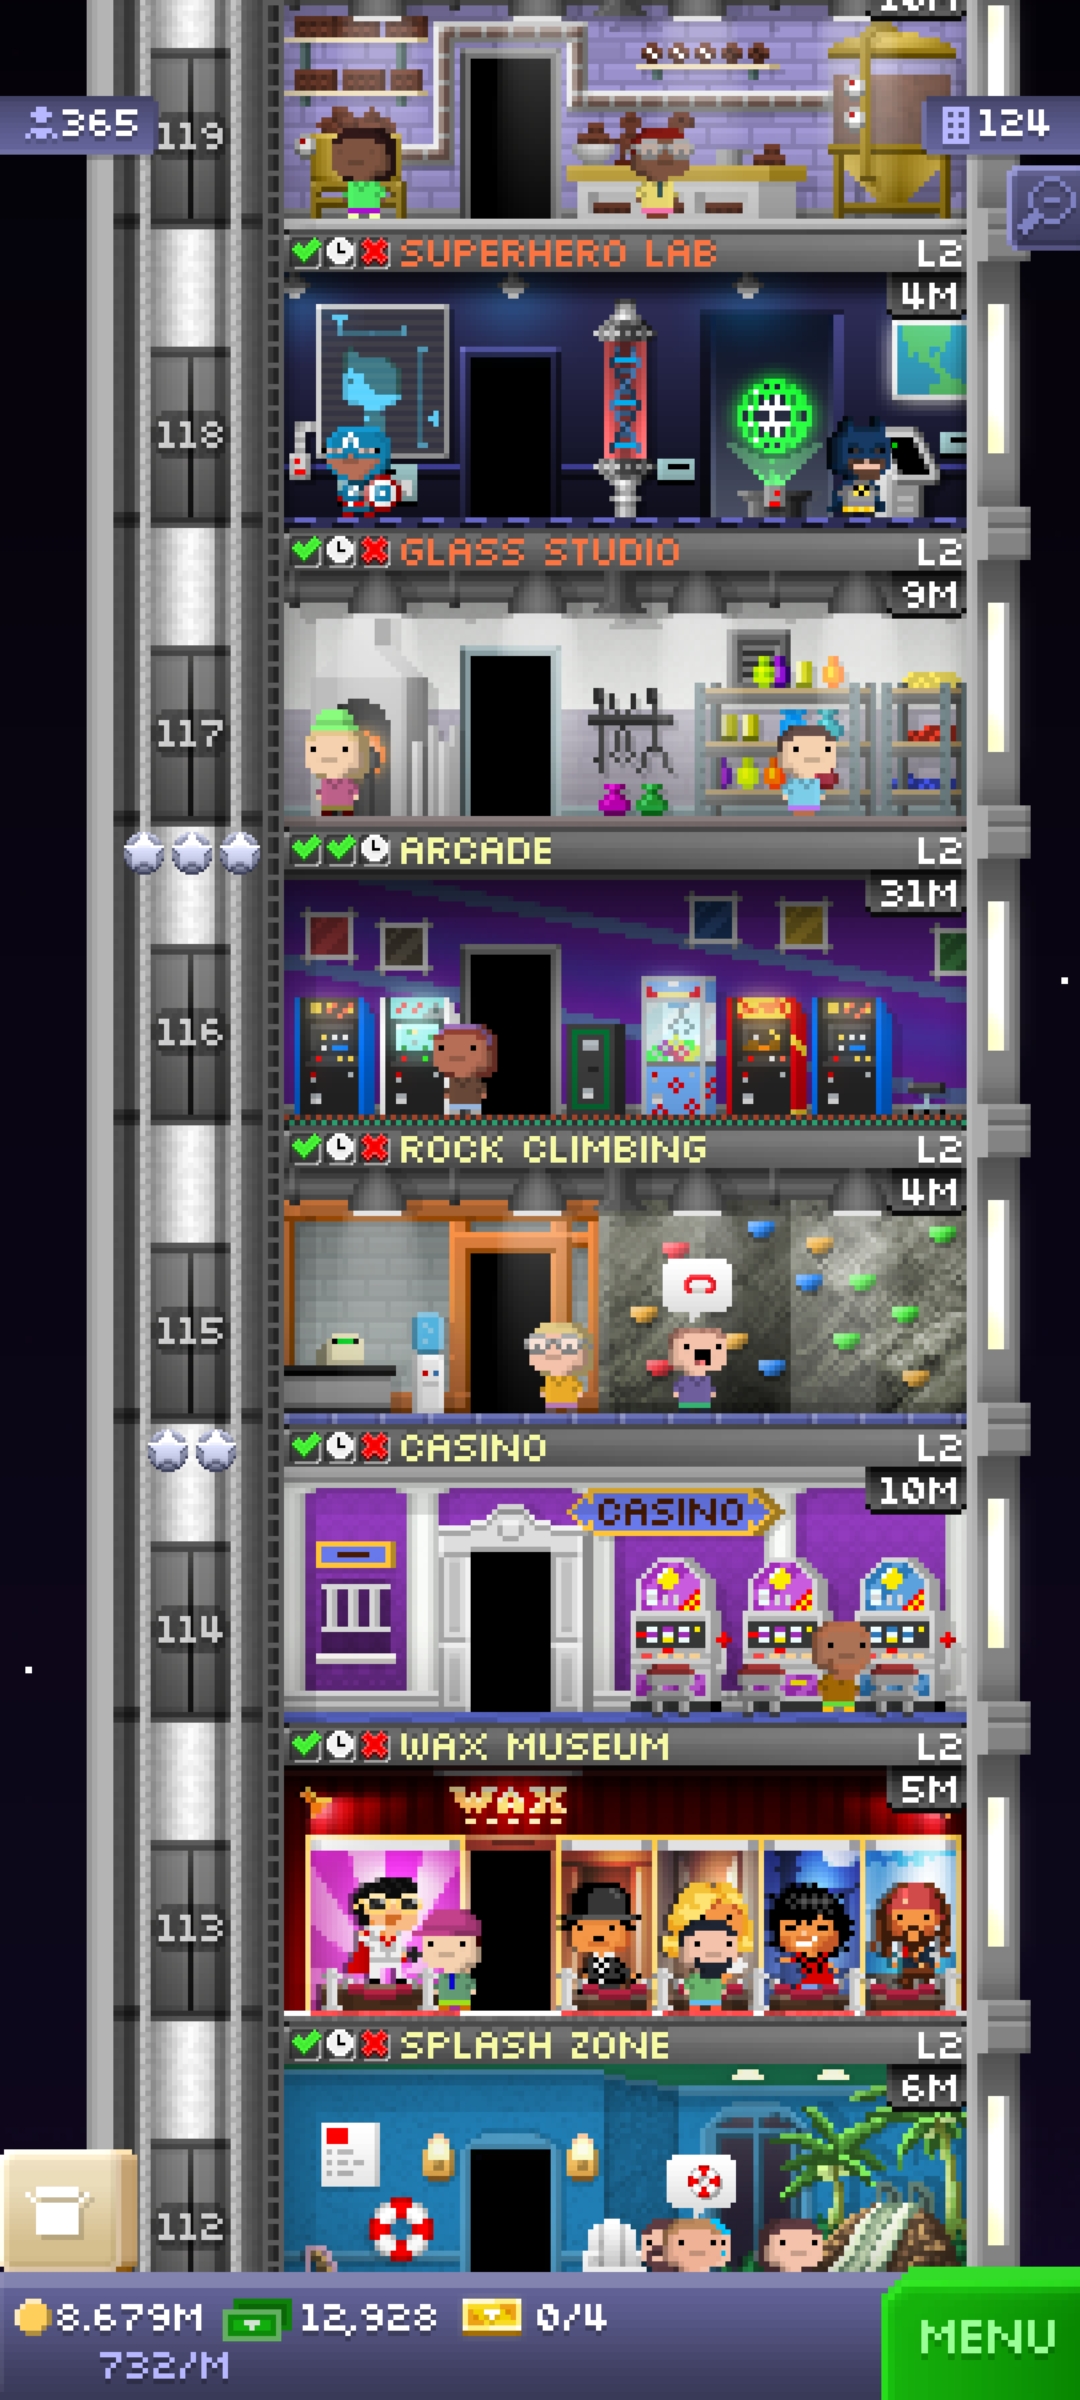 10M
365
119
124
SUPERHERO LAB L2
4M
118
GLASS STUDIO L2
9M
117
ARCADE L2
31M
116
ROCK CLIMBING L2
4M
115
CASINO L2
10M
CASINO
114
WAX MUSEUM L2
5M
WAX
113
SPLASH ZONE L2
6M
112
8.679M 12,928 0/4
732/M
MENU